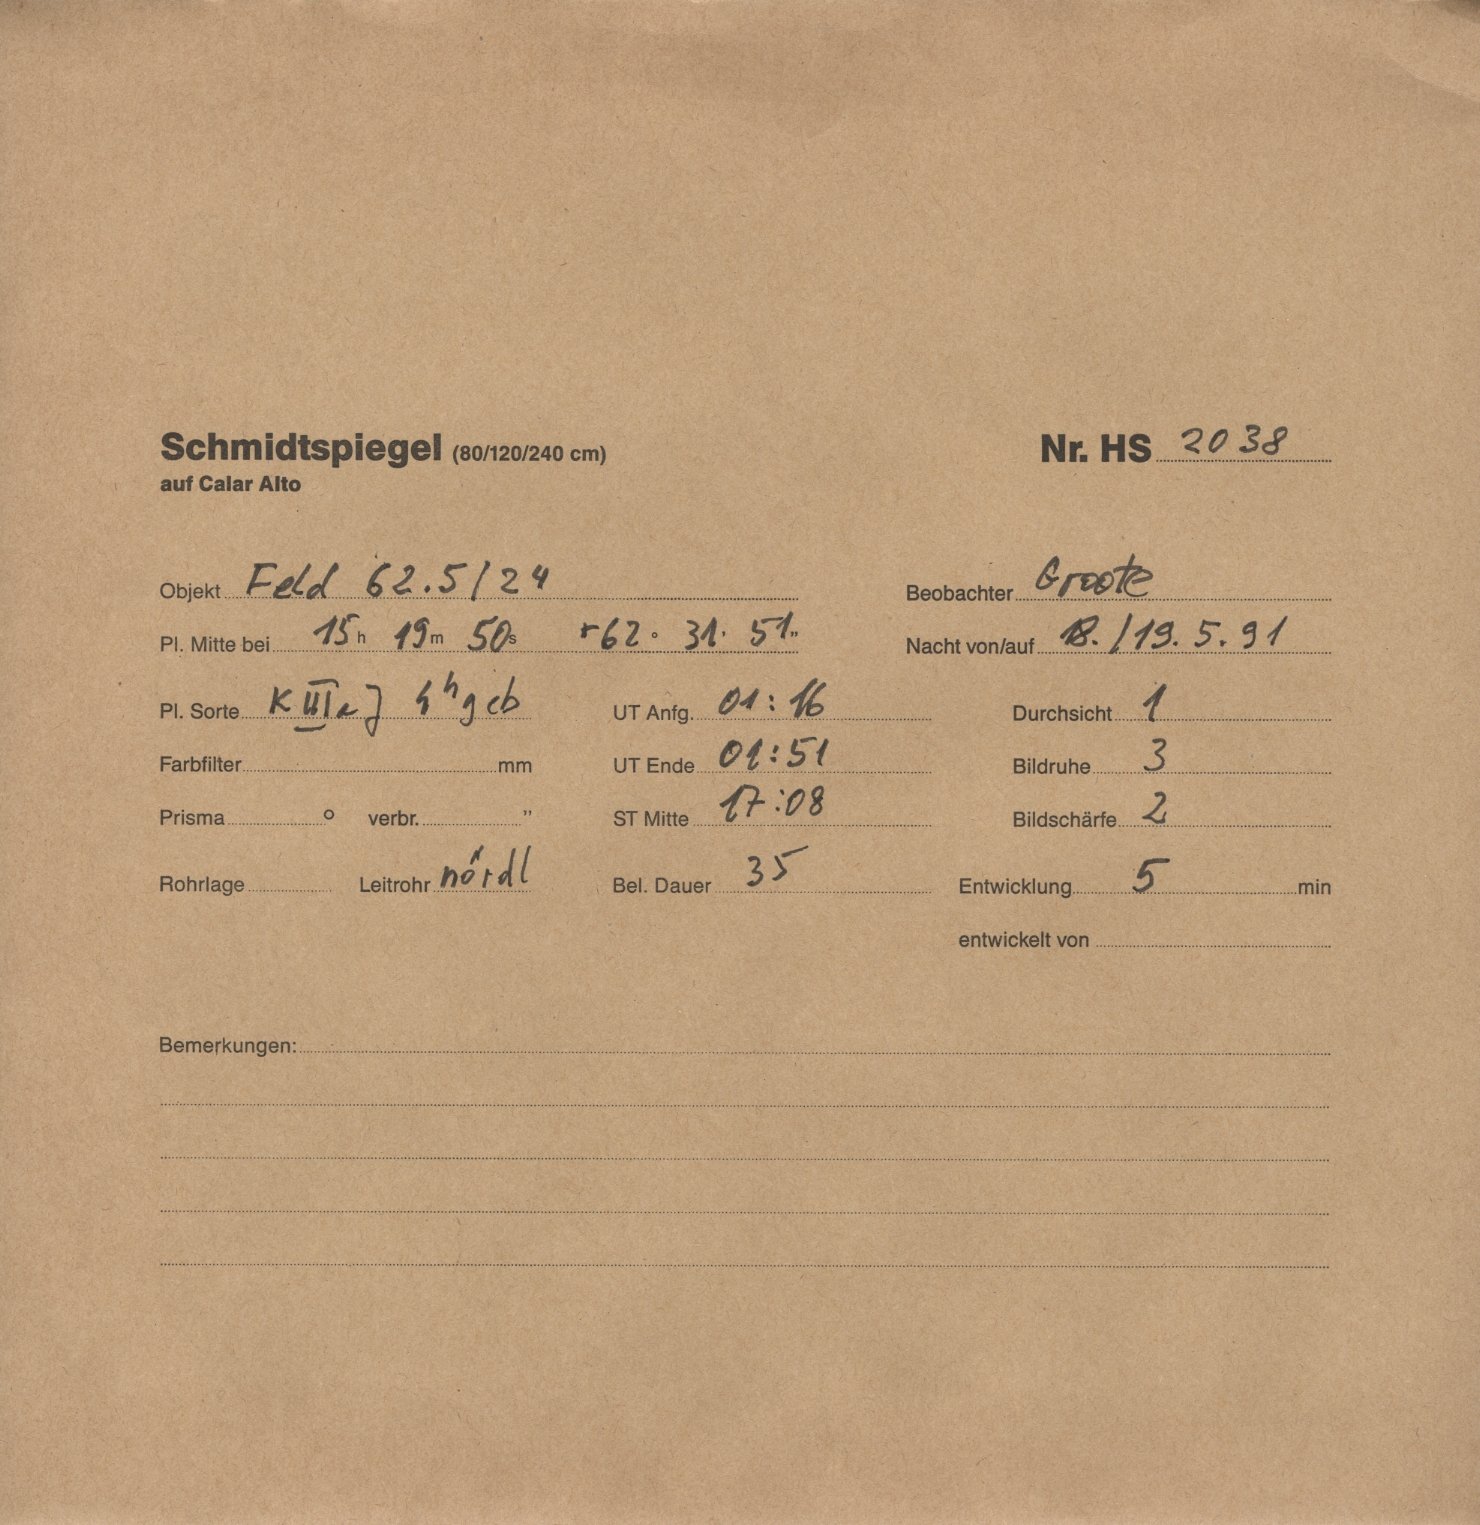 Schmidtspiegel (80/120/240 cm) Nr. HS 2038
auf Calar Alto
Objekt Feld 62.5/24 Beobachter Groote
Pl. Mitte bei 15h 19m 50s +62° 31' 51" Nacht von/auf 18./19.5.91
Pl. Sorte K IIIaJ 4h geb UT Anfg. 01:16 Durchsicht 1
Farbfilter mm UT Ende 01:51 Bildruhe 3
Prisma ° verbr. " ST Mitte 17:08 Bildschärfe 2
Rohrlage Leitrohr nördl Bel. Dauer 35 Entwicklung 5 min
entwickelt von
Bemerkungen: